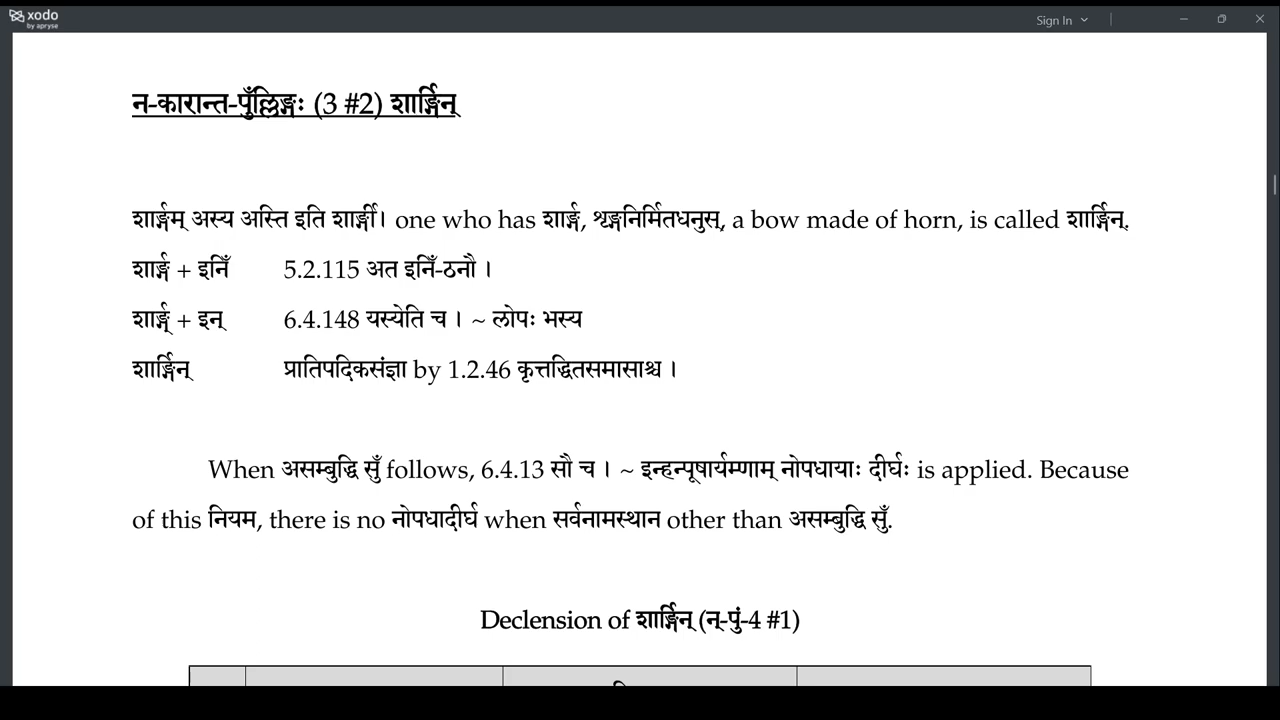 xodo
by apryse
Sign In
न-कारान्त-पुँल्लिङ्गः (3 #2) शार्ङ्गिन्
शार्ङ्गम् अस्य अस्ति इति शार्ङ्गी। one who has शार्ङ्ग, शृङ्गनिर्मितधनुस्, a bow made of horn, is called शार्ङ्गिन्.
शार्ङ्ग + इनिँ 5.2.115 अत इनिँ-ठनौ ।
शार्ङ्ग् + इन् 6.4.148 यस्येति च । ~ लोपः भस्य
शार्ङ्गिन् प्रातिपदिकसंज्ञा by 1.2.46 कृत्तद्धितसमासाश्च ।
When असम्बुद्धि सुँ follows, 6.4.13 सौ च । ~ इन्हन्पूषार्यम्णाम् नोपधायाः दीर्घः is applied. Because
of this नियम, there is no नोपधादीर्घ when सर्वनामस्थान other than असम्बुद्धि सुँ.
Declension of शार्ङ्गिन् (न्-पुं-4 #1)